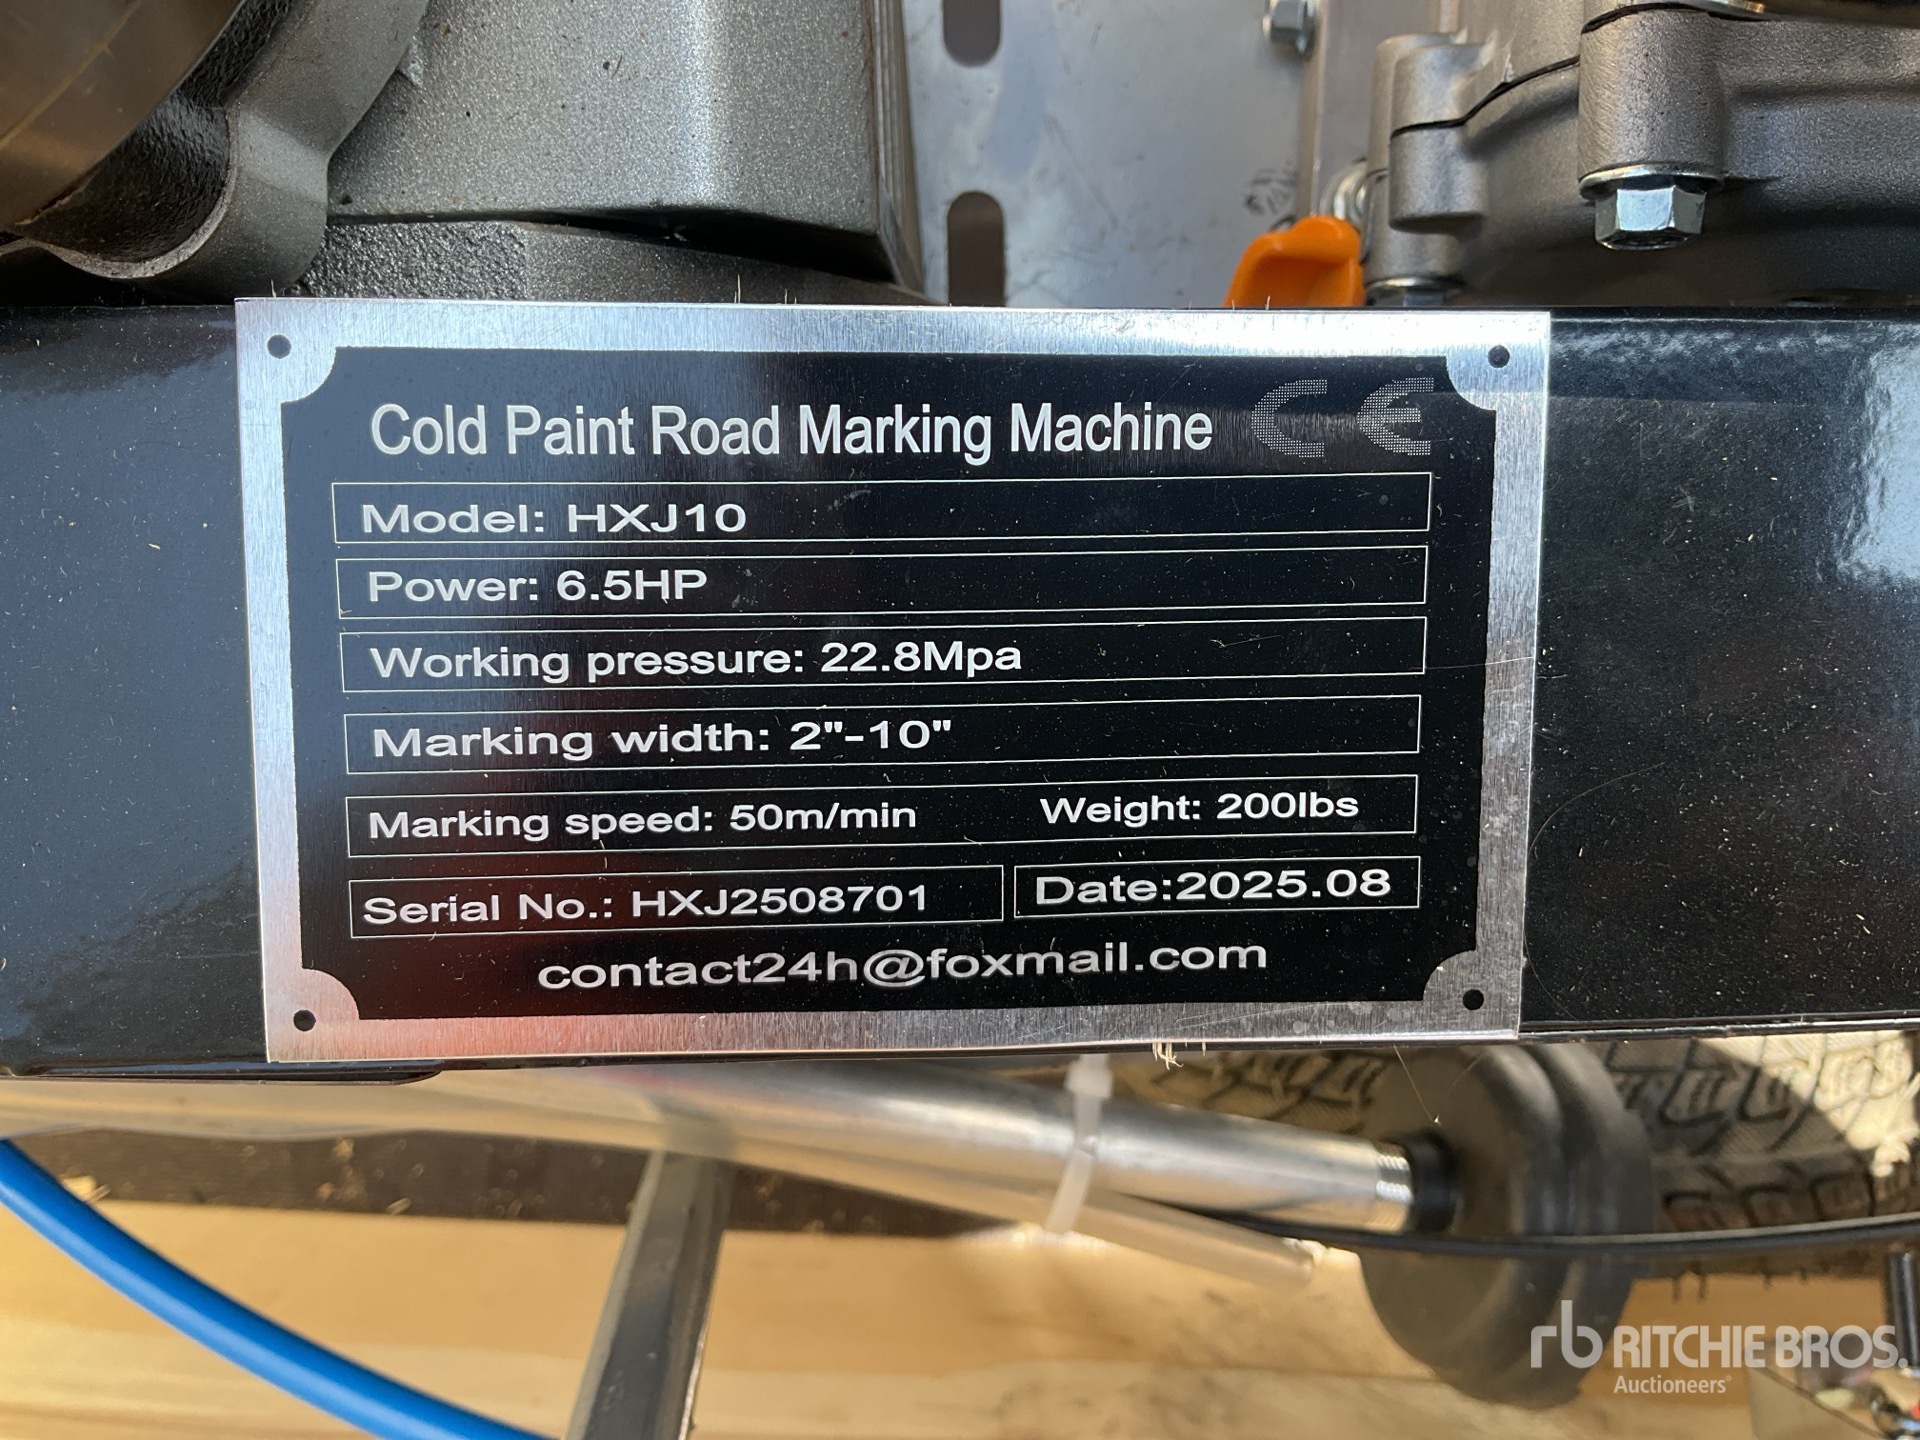 Cold Paint Road Marking Machine CE
Model: HXJ10
Power: 6.5HP
Working pressure: 22.8Mpa
Marking width: 2"-10"
Marking speed: 50m/min Weight: 200lbs
Serial No.: HXJ2508701 Date:2025.08
contact24h@foxmail.com
rb RITCHIE BROS.
Auctioneers